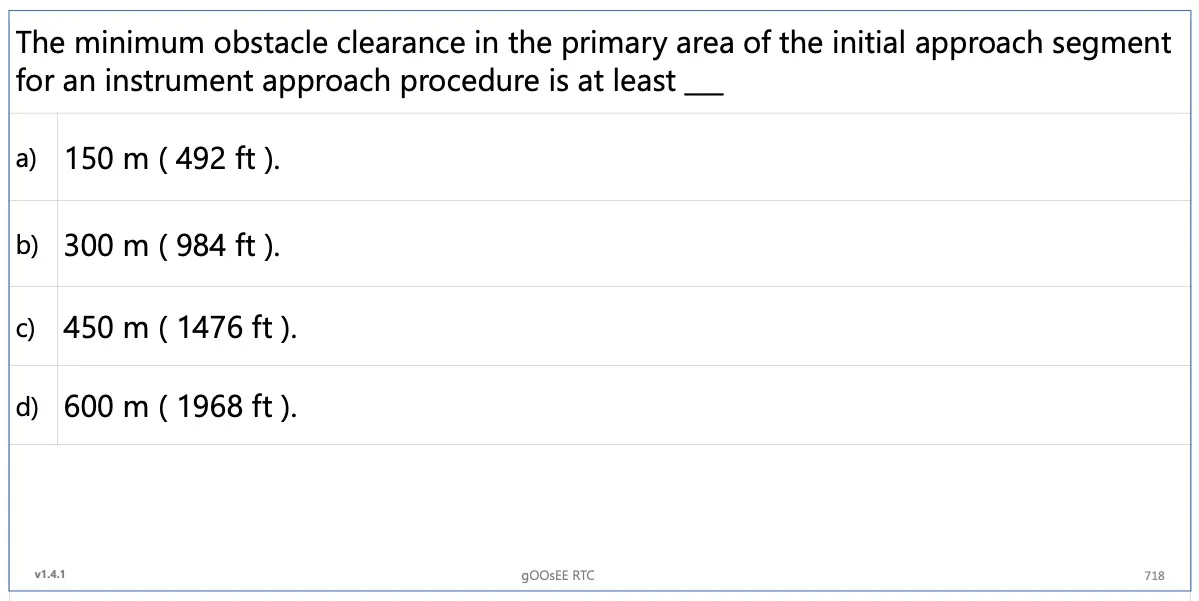 The minimum obstacle clearance in the primary area of the initial approach segment
for an instrument approach procedure is at least ___
a) 150 m ( 492 ft ).
b) 300 m ( 984 ft ).
c) 450 m ( 1476 ft ).
d) 600 m ( 1968 ft ).
v1.4.1 gOOsEE RTC 718